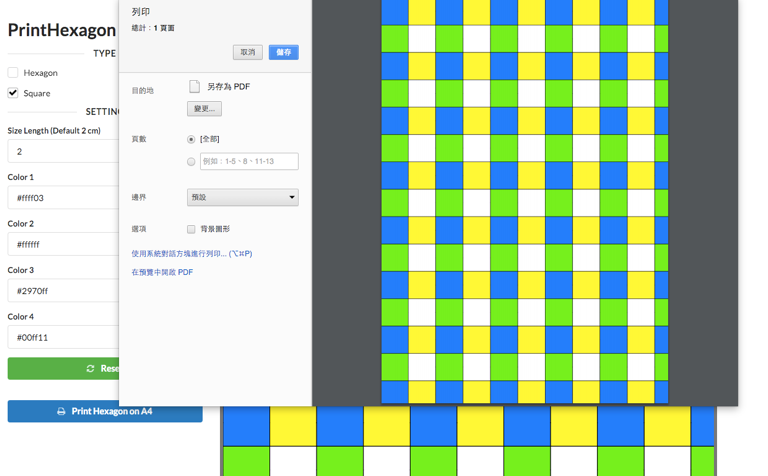 PrintHexagon
TYPE
Hexagon
Square
Size Length (Default 2 cm)
2
Color 1
#ffff03
Color 2
#ffffff
Color 3
#2970ff
Color 4
#00ff11
Rese
Print Hexagon on A4
列印
總計：1 頁面
取消
儲存
目的地
另存為 PDF
變更...
頁數
[全部]
例如：1-5、8、11-13
邊界
預設
選項
背景圖形
使用系統對話方塊進行列印... (⌥⌘P)
在預覽中開啟 PDF